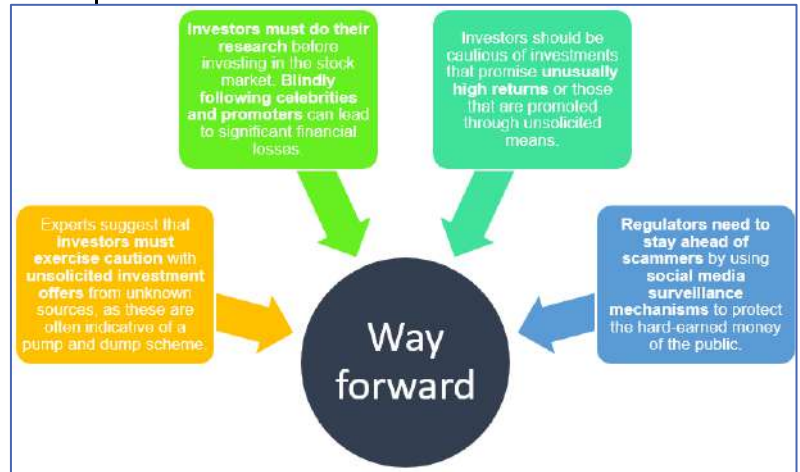 Investors must do their
research before
investing in the stock
market. Blindly
following celebrities
and promoters can lead
to significant financial
losses.
Investors should be
cautious of investments
that promise unusually
high returns or those
that are promoted
through unsolicited
means.
Experts suggest that
investors must
exercise caution with
unsolicited investment
offers from unknown
sources, as these are
often indicative of a
pump and dump scheme.
Regulators need to
stay ahead of
scammers by using
social media
surveillance
mechanisms to protect
the hard-earned money
of the public.
Way
forward